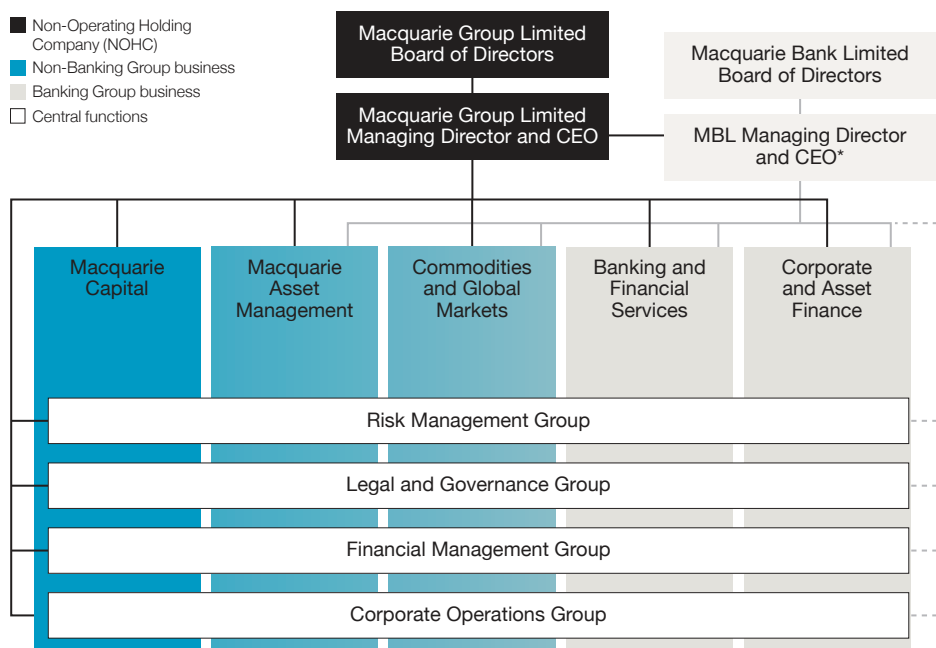 Non-Operating Holding
Company (NOHC)
Non-Banking Group business
Banking Group business
Central functions
Macquarie Group Limited
Board of Directors
Macquarie Bank Limited
Board of Directors
Macquarie Group Limited
Managing Director and CEO
MBL Managing Director
and CEO*
Macquarie
Capital
Macquarie
Asset
Management
Commodities
and Global
Markets
Banking and
Financial
Services
Corporate
and Asset
Finance
Risk Management Group
Legal and Governance Group
Financial Management Group
Corporate Operations Group